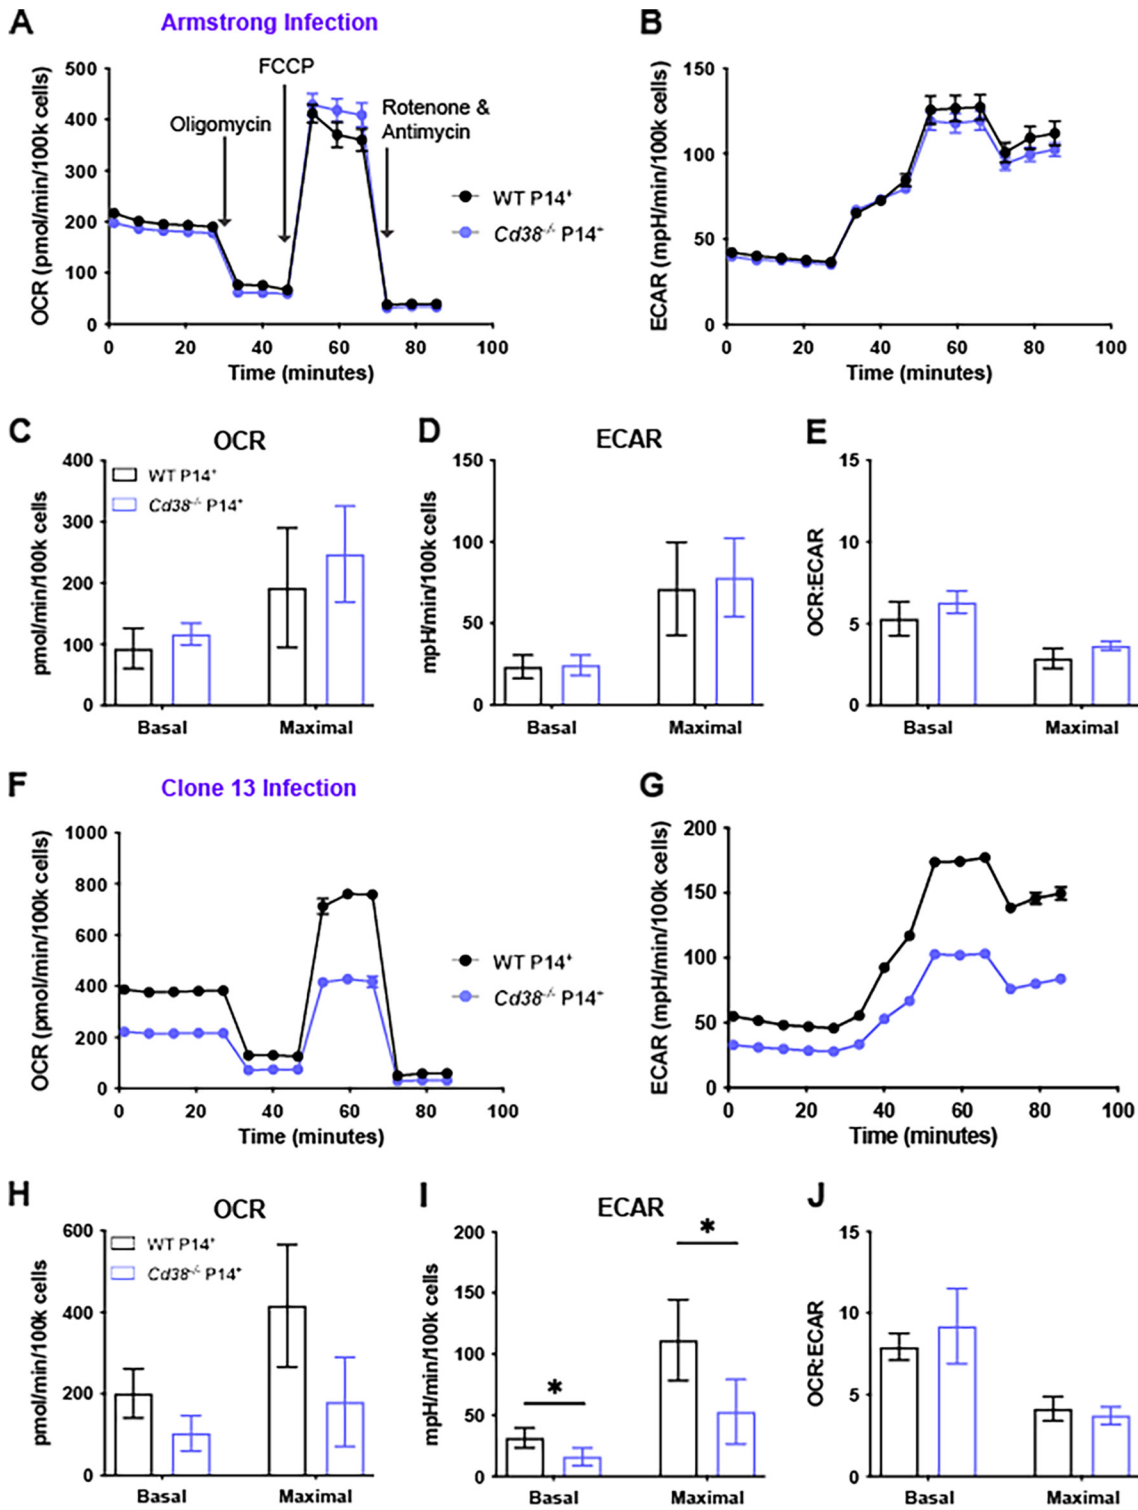 A
Armstrong Infection
OCR (pmol/min/100k cells)
500
400
300
200
100
0
0 20 40 60 80 100
Time (minutes)
Oligomycin
FCCP
Rotenone &
Antimycin
WT P14⁺
Cd38⁻/⁻ P14⁺
B
ECAR (mpH/min/100k cells)
150
100
50
0
0 20 40 60 80 100
Time (minutes)
C
OCR
pmol/min/100k cells
400
300
200
100
0
WT P14⁺
Cd38⁻/⁻ P14⁺
Basal Maximal
D
ECAR
mpH/min/100k cells
150
100
50
0
Basal Maximal
E
OCR:ECAR
15
10
5
0
Basal Maximal
F
Clone 13 Infection
OCR (pmol/min/100k cells)
1000
800
600
400
200
0
0 20 40 60 80 100
Time (minutes)
WT P14⁺
Cd38⁻/⁻ P14⁺
G
ECAR (mpH/min/100k cells)
200
150
100
50
0
0 20 40 60 80 100
Time (minutes)
H
OCR
pmol/min/100k cells
600
400
200
0
WT P14⁺
Cd38⁻/⁻ P14⁺
Basal Maximal
I
ECAR
mpH/min/100k cells
200
150
100
50
0
*
*
Basal Maximal
J
OCR:ECAR
15
10
5
0
Basal Maximal